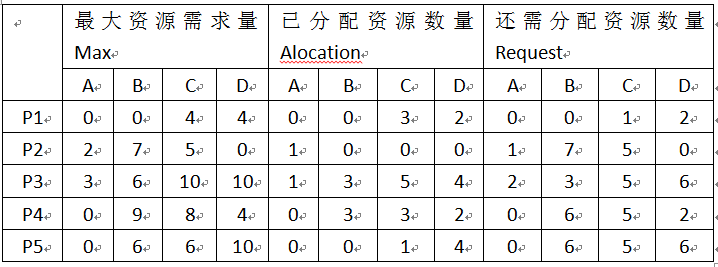 最大资源需求量 已分配资源数量 还需分配资源数量
Max Alocation Request
A B C D A B C D A B C D
P1 0 0 4 4 0 0 3 2 0 0 1 2
P2 2 7 5 0 1 0 0 0 1 7 5 0
P3 3 6 10 10 1 3 5 4 2 3 5 6
P4 0 9 8 4 0 3 3 2 0 6 5 2
P5 0 6 6 10 0 0 1 4 0 6 5 6